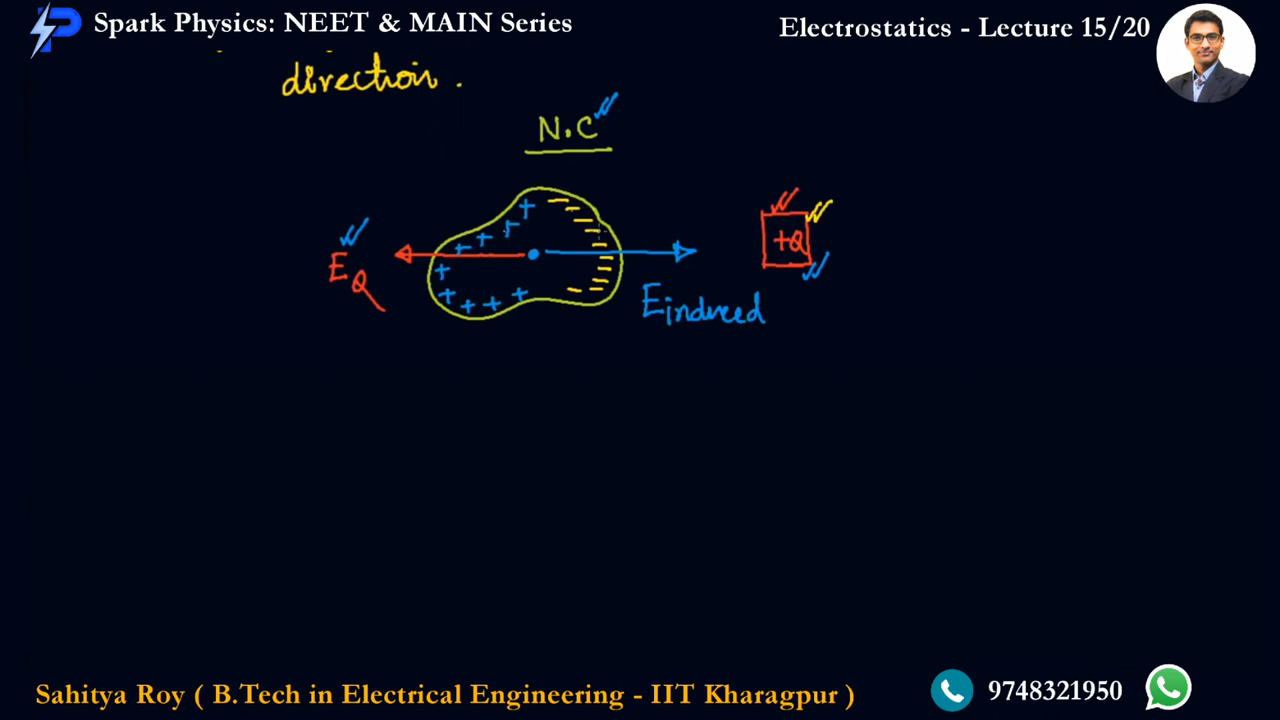 Spark Physics: NEET & MAIN Series
Electrostatics - Lecture 15/20
direction.
N.C
+Q
EQ
Einduced
Sahitya Roy ( B.Tech in Electrical Engineering - IIT Kharagpur )
9748321950